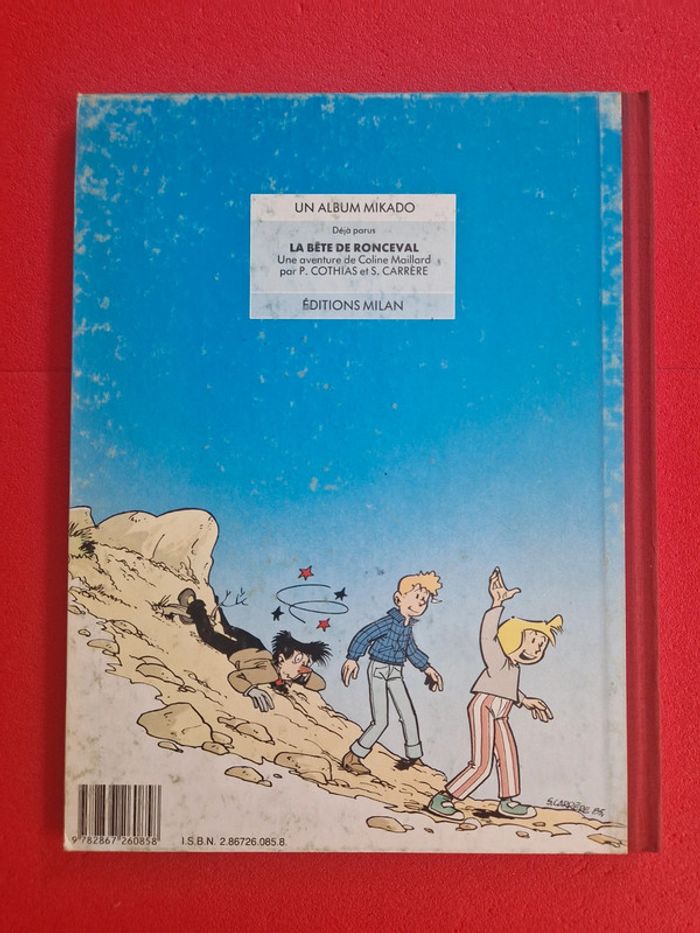 UN ALBUM MIKADO
Déjà parus
LA BÊTE DE RONCEVAL
Une aventure de Coline Maillard
par P. COTHIAS et S. CARRÈRE
ÉDITIONS MILAN
S.CARRÈRE 85
9 782867 260858
I.S.B.N. 2.86726.085.8.